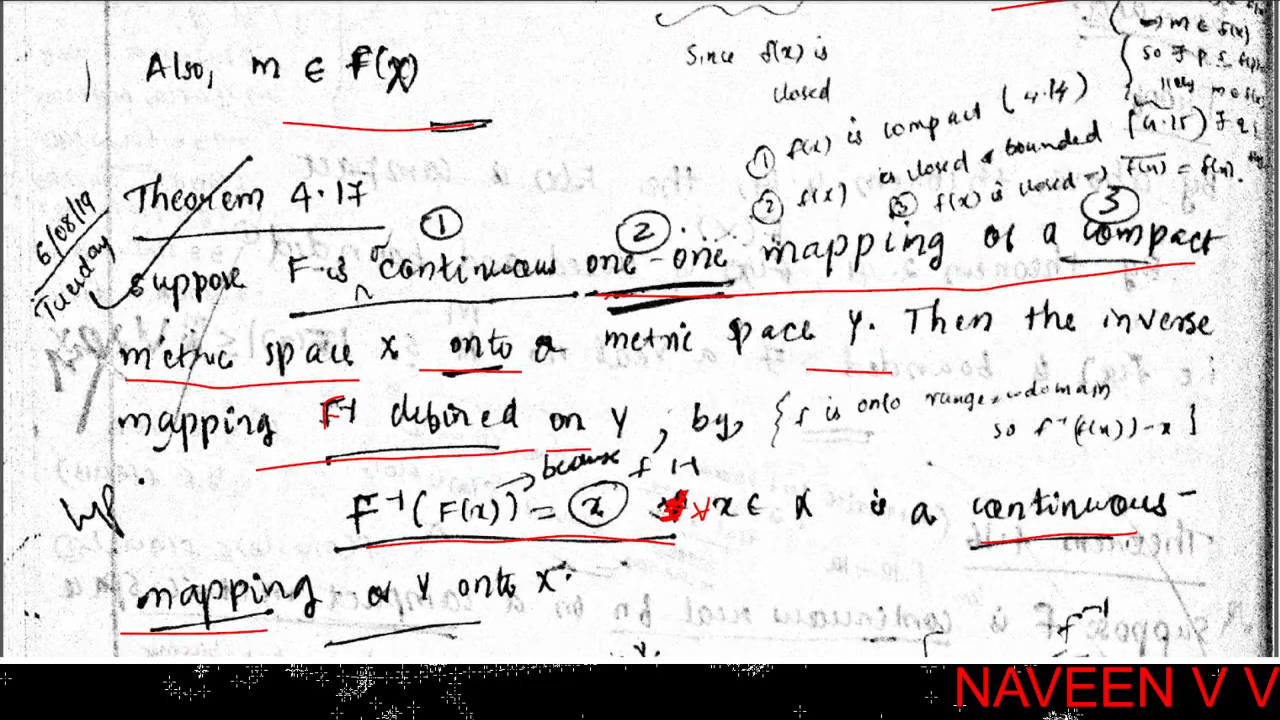 Also, m ∈ F(x)
Since f(x) is
closed
① f(x) is compact (4.14)
② f(x) is closed & bounded (4.15)
③ f(x) is closed ⇒ f(x) = f(x).
→ m ∈ f(x)
6/08/19
Tuesday
Theorem 4.17
① ② ③
Suppose F is a continuous one-one mapping of a compact
metric space X onto a metric space Y. Then the inverse
mapping F⁻¹ defined on Y, by, {f is onto range = codomain
so f⁻¹(f(x)) = x}
→ because f 1-1
F⁻¹(F(x)) = x ∀ x ∈ X is a continuous-
mapping of Y onto X.
f⁻¹
NAVEEN V V